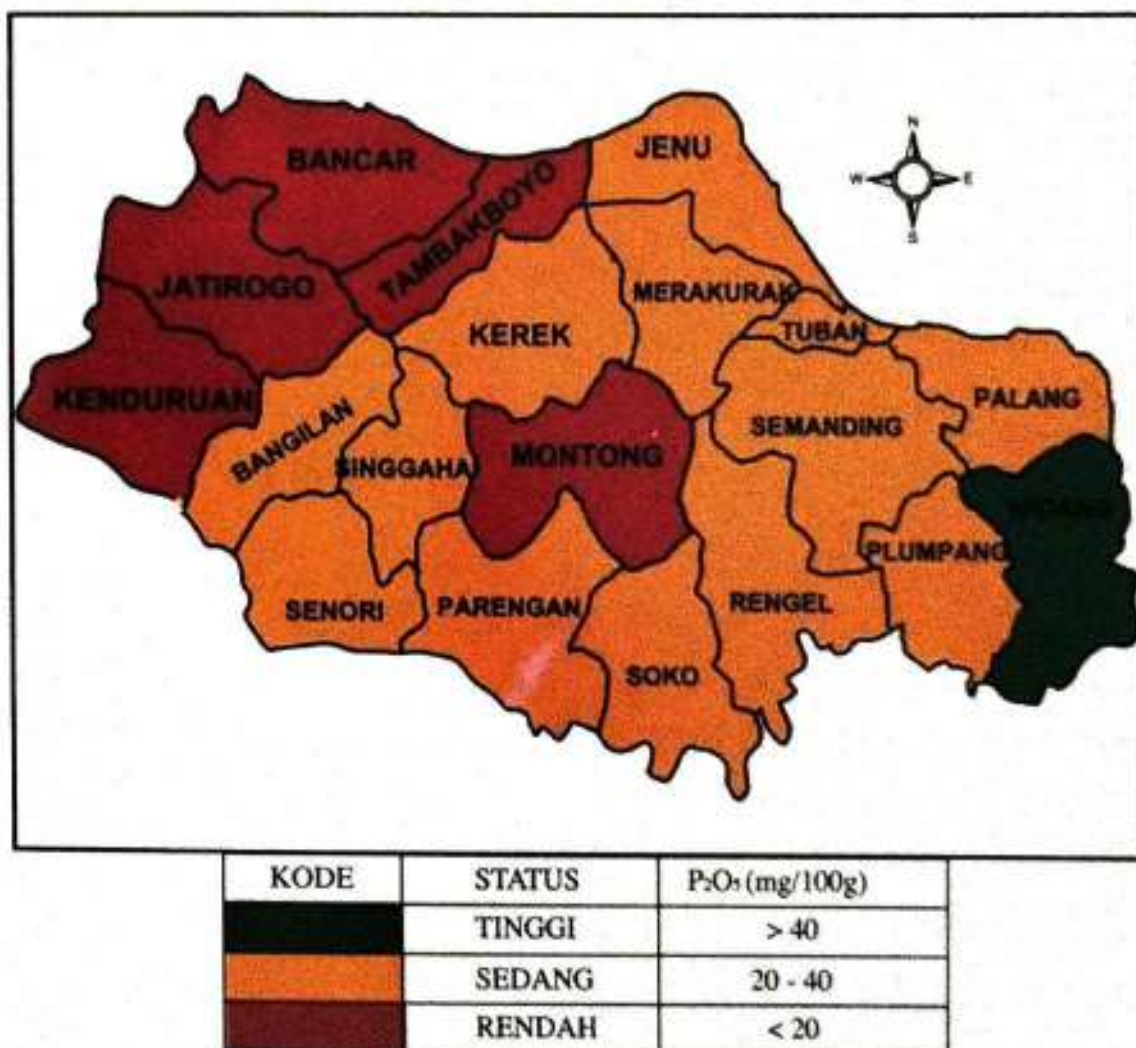 N
W E
S
JENU
BANCAR
TAMBAKBOYO
JATIROGO
MERAKURAK
KEREK
TUBAN
KENDURUAN
PALANG
BANGILAN
SEMANDING
SINGGAHA
MONTONG
PLUMPANG
SENORI
PARENGAN
RENGEL
SOKO
KODE STATUS P₂O₅ (mg/100g)
TINGGI > 40
SEDANG 20 - 40
RENDAH < 20